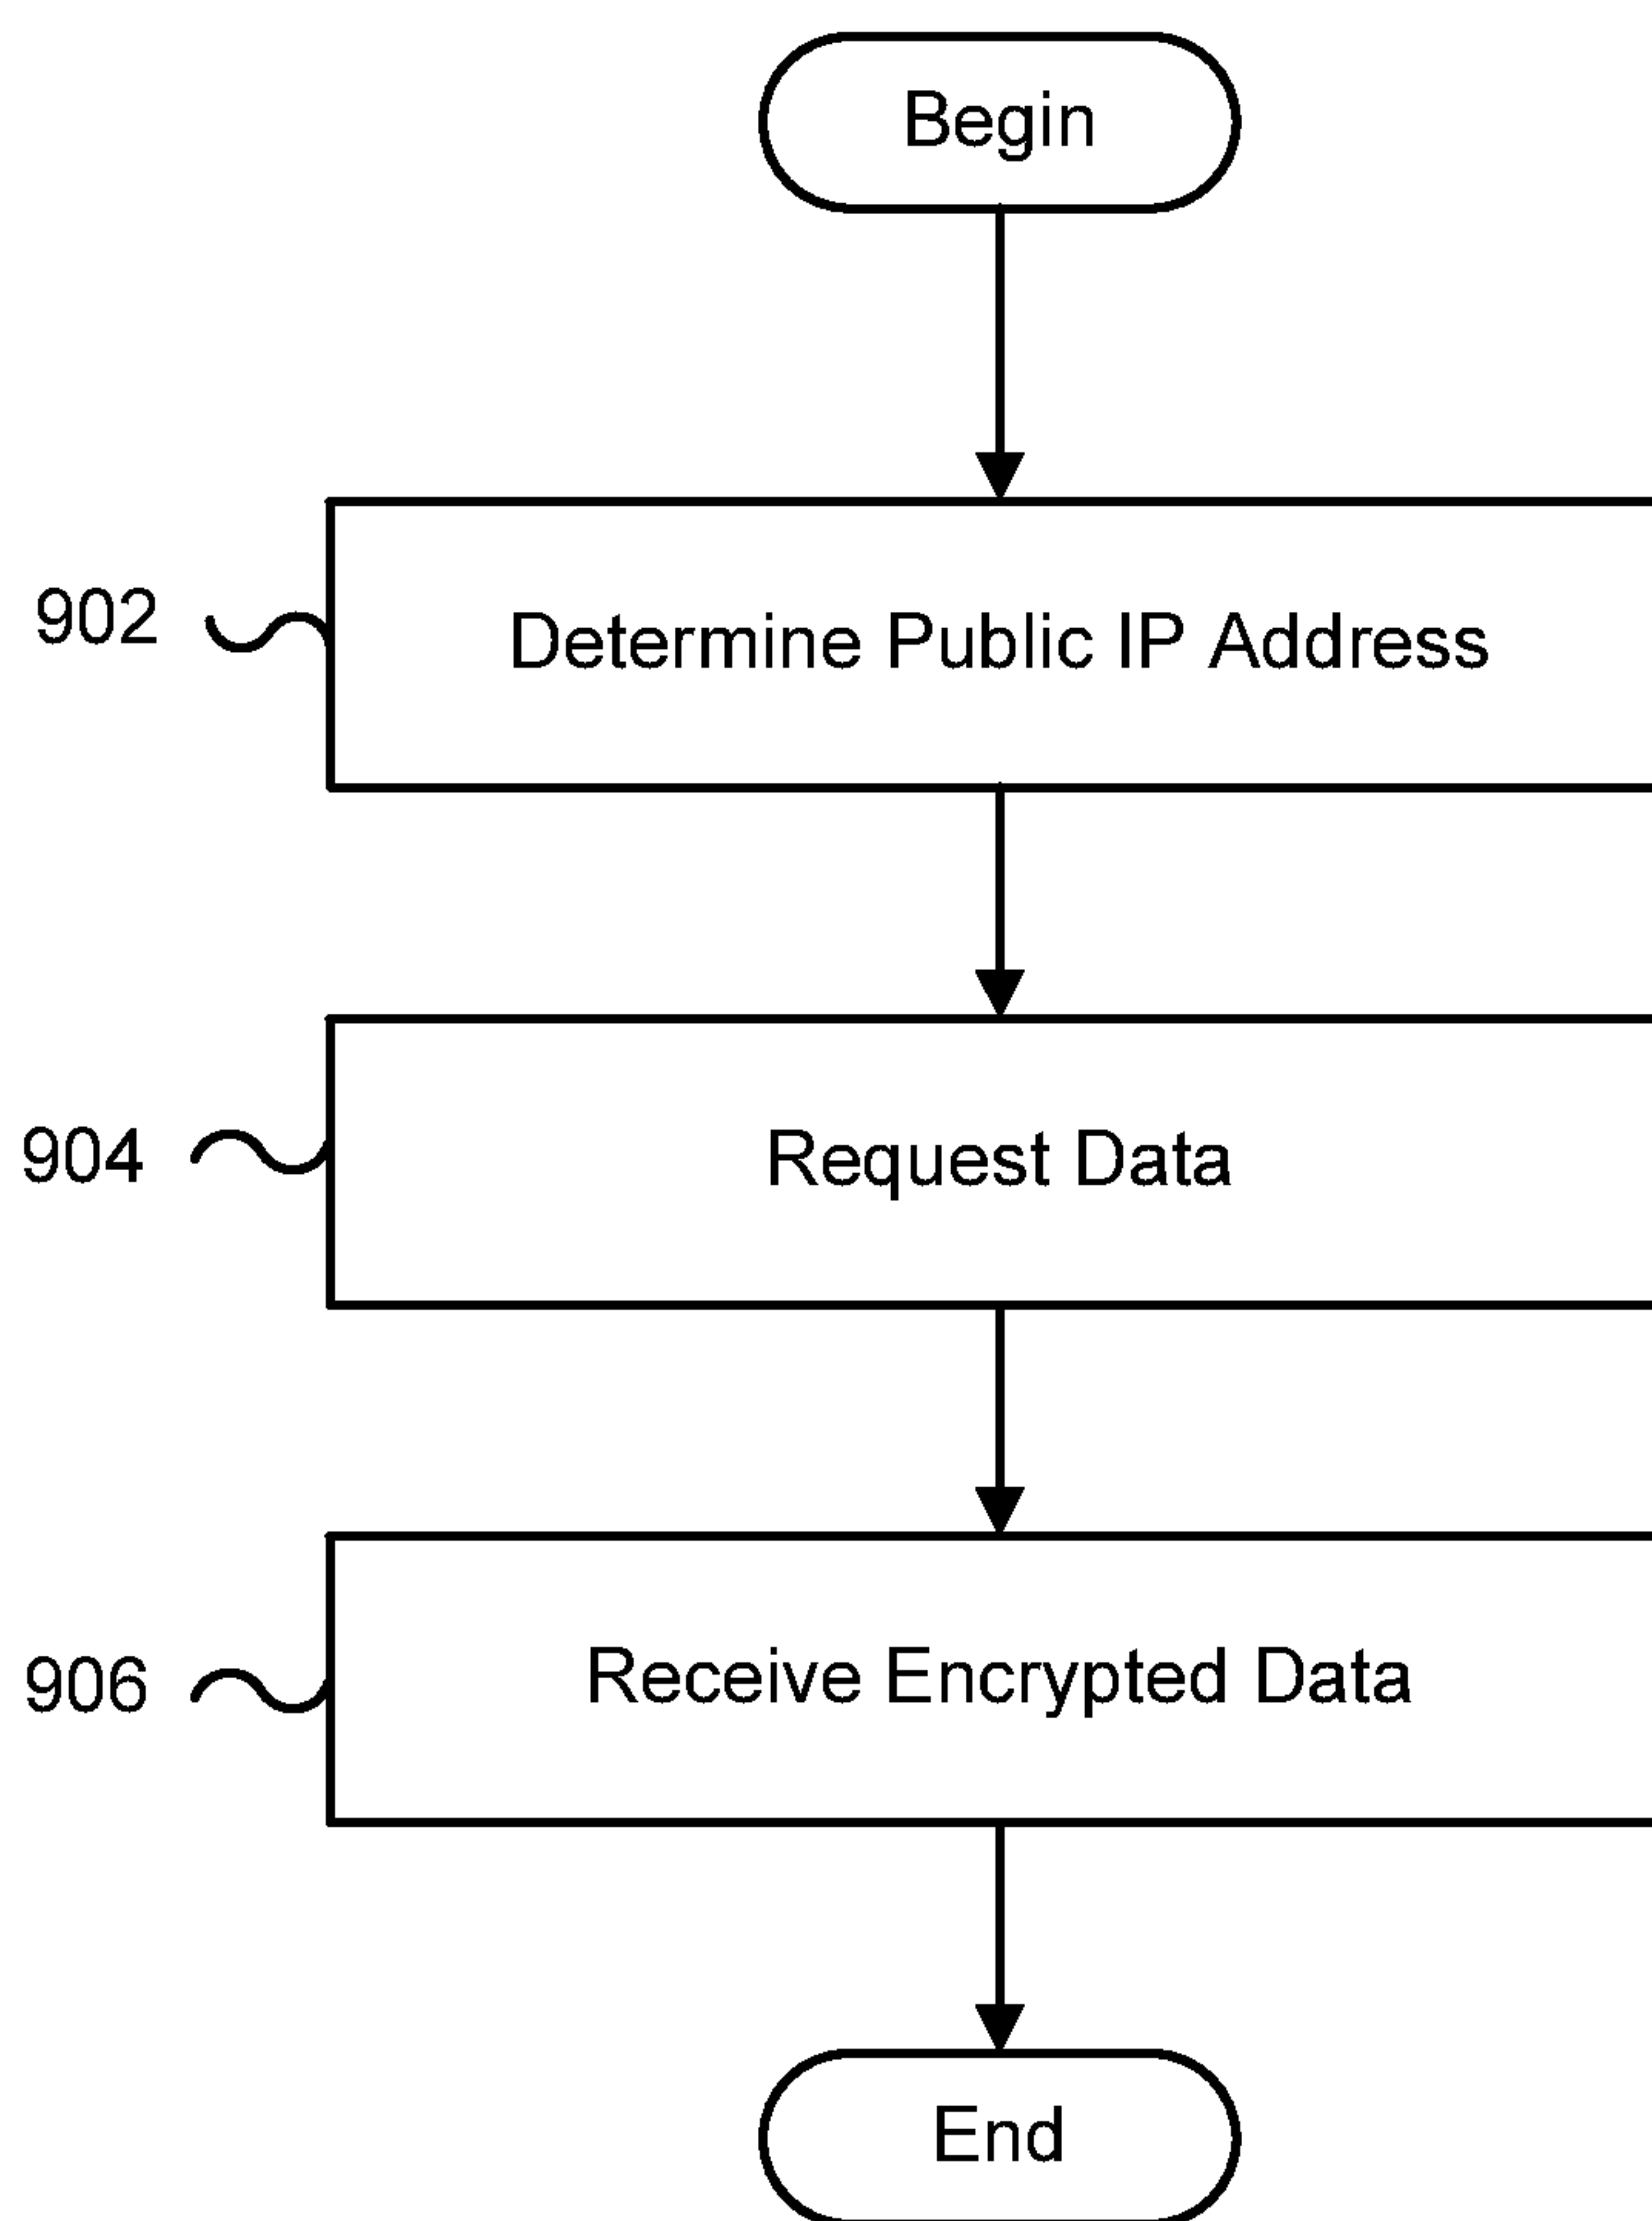 Begin
902
Determine Public IP Address
904
Request Data
906
Receive Encrypted Data
End